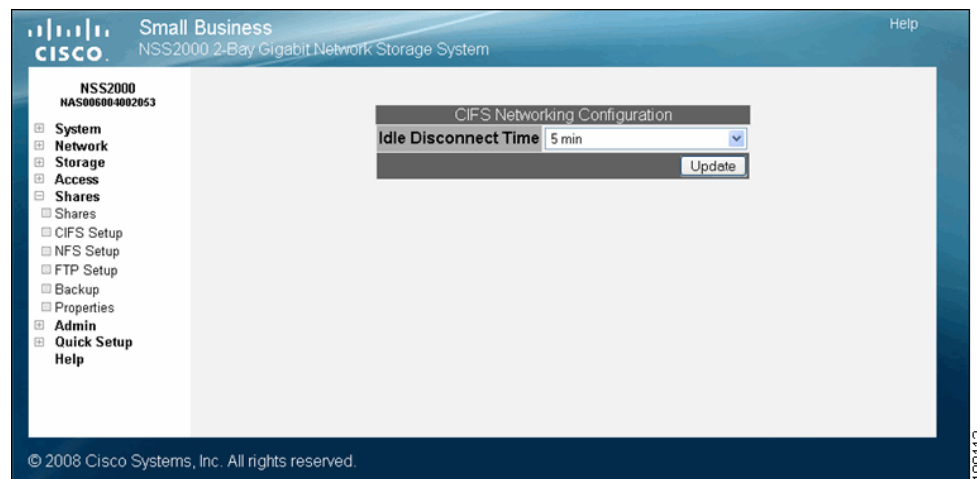 Small Business
Help
CISCO.
NSS2000 2-Bay Gigabit Network Storage System
NSS2000
NAS006004002053
System
Network
Storage
Access
Shares
Shares
CIFS Setup
NFS Setup
FTP Setup
Backup
Properties
Admin
Quick Setup
Help
CIFS Networking Configuration
Idle Disconnect Time 5 min
Update
© 2008 Cisco Systems, Inc. All rights reserved.